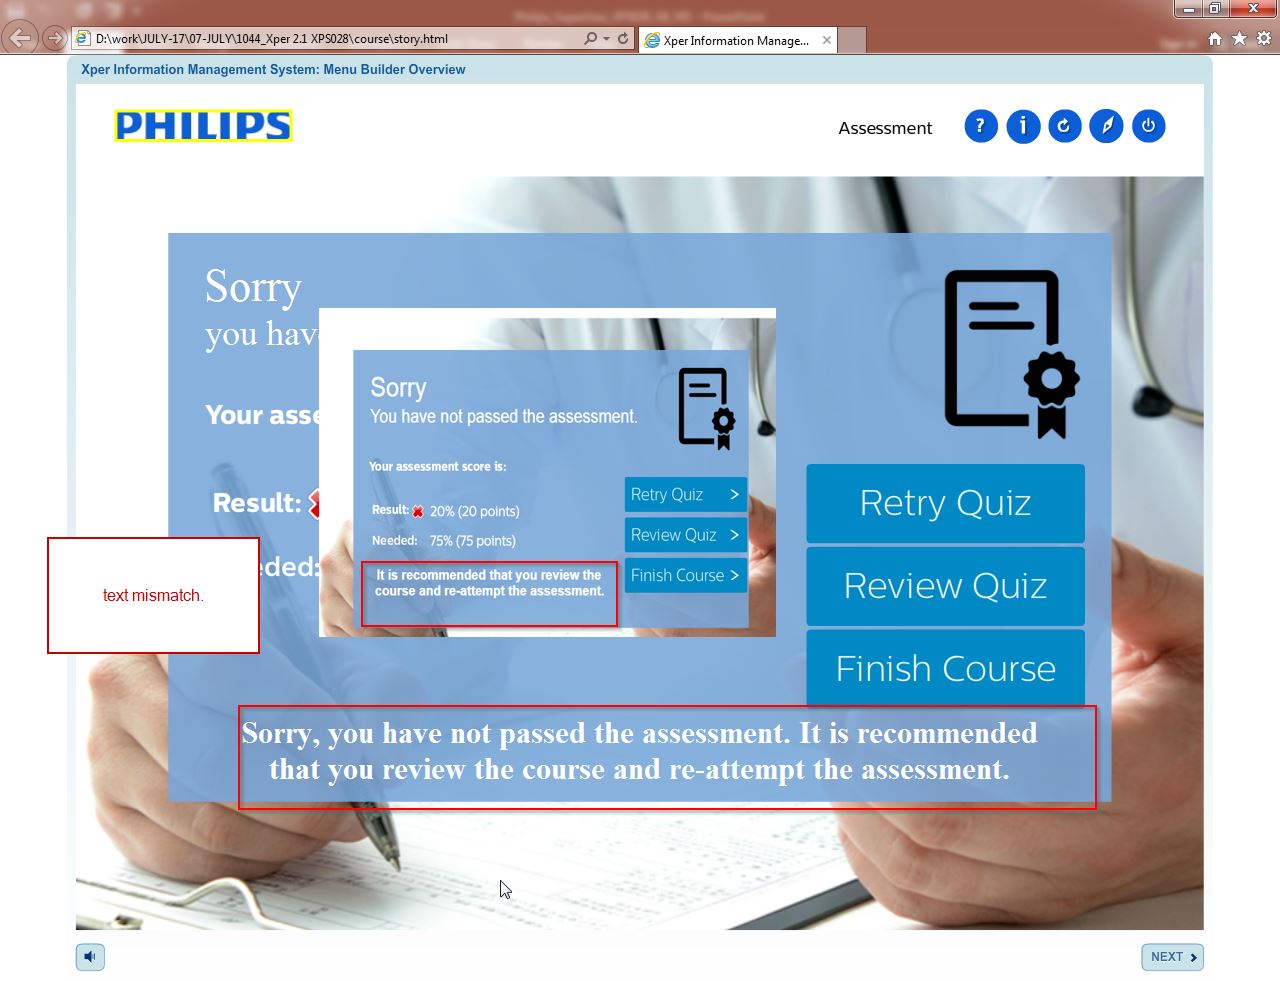 D:\work\JULY-17\07-JULY\1044_Xper 2.1 XPS028\course\story.html
Xper Information Manage...
Xper Information Management System: Menu Builder Overview
PHILIPS
Assessment
Sorry
you hav
Your asse
Result:
eded:
Sorry
You have not passed the assessment.
Your assessment score is:
Result: 20% (20 points)
Needed: 75% (75 points)
It is recommended that you review the
course and re-attempt the assessment.
Retry Quiz
Review Quiz
Finish Course
Retry Quiz
Review Quiz
Finish Course
text mismatch.
Sorry, you have not passed the assessment. It is recommended
that you review the course and re-attempt the assessment.
NEXT